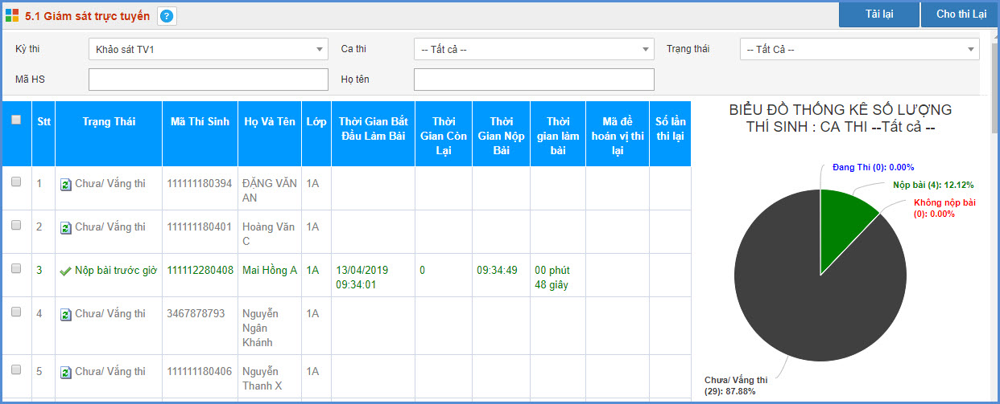 5.1 Giám sát trực tuyến ?
Tải lại
Cho thi Lại
Kỳ thi
Khảo sát TV1
Ca thi
-- Tất cả --
Trạng thái
-- Tất Cả --
Mã HS
Họ tên
Stt
Trạng Thái
Mã Thí Sinh
Họ Và Tên
Lớp
Thời Gian Bắt
Đầu Làm Bài
Thời
Gian Còn
Lại
Thời
Gian Nộp
Bài
Thời
gian làm
bài
Mã đề
hoán vị thi
lại
Số lần
thi lại
1
Chưa/ Vắng thi
111111180394
ĐẶNG VĂN
AN
1A
2
Chưa/ Vắng thi
111111180401
Hoàng Văn
C
1A
3
Nộp bài trước giờ
111112280408
Mai Hồng A
1A
13/04/2019
09:34:01
0
09:34:49
00 phút
48 giây
4
Chưa/ Vắng thi
3467878793
Nguyễn
Ngân
Khánh
1A
5
Chưa/ Vắng thi
111111180406
Nguyễn
Thanh X
1A
BIỂU ĐỒ THỐNG KÊ SỐ LƯỢNG
THÍ SINH : CA THI --Tất cả --
Đang Thi (0): 0.00%
Nộp bài (4): 12.12%
Không nộp bài
(0): 0.00%
Chưa/ Vắng thi
(29): 87.88%